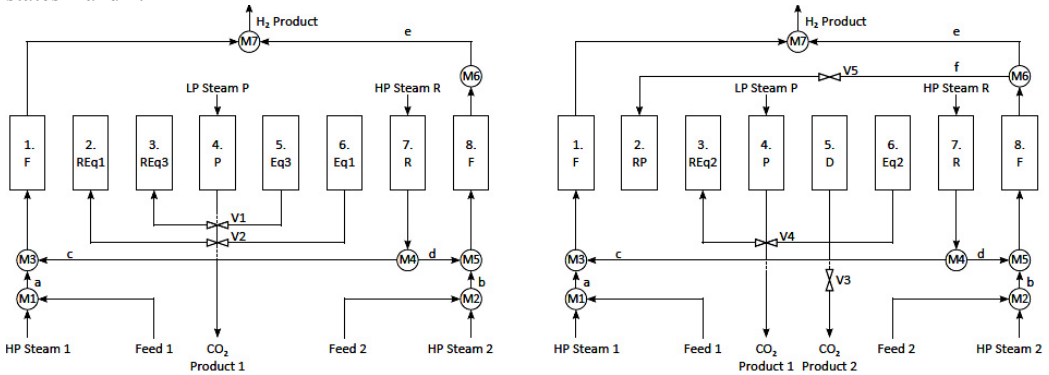 H₂ Product
M7
e
M6
LP Steam P
HP Steam R
1.
F
2.
REq1
3.
REq3
4.
P
5.
Eq3
6.
Eq1
7.
R
8.
F
V1
V2
M3
c
M4
d
M5
a
b
M1
M2
HP Steam 1
Feed 1
CO₂
Product 1
Feed 2
HP Steam 2
H₂ Product
M7
e
M6
V5
f
LP Steam P
HP Steam R
1.
F
2.
RP
3.
REq2
4.
P
5.
D
6.
Eq2
7.
R
8.
F
V4
M3
c
M4
d
M5
V3
a
b
M1
M2
HP Steam 1
Feed 1
CO₂
Product 1
CO₂
Product 2
Feed 2
HP Steam 2